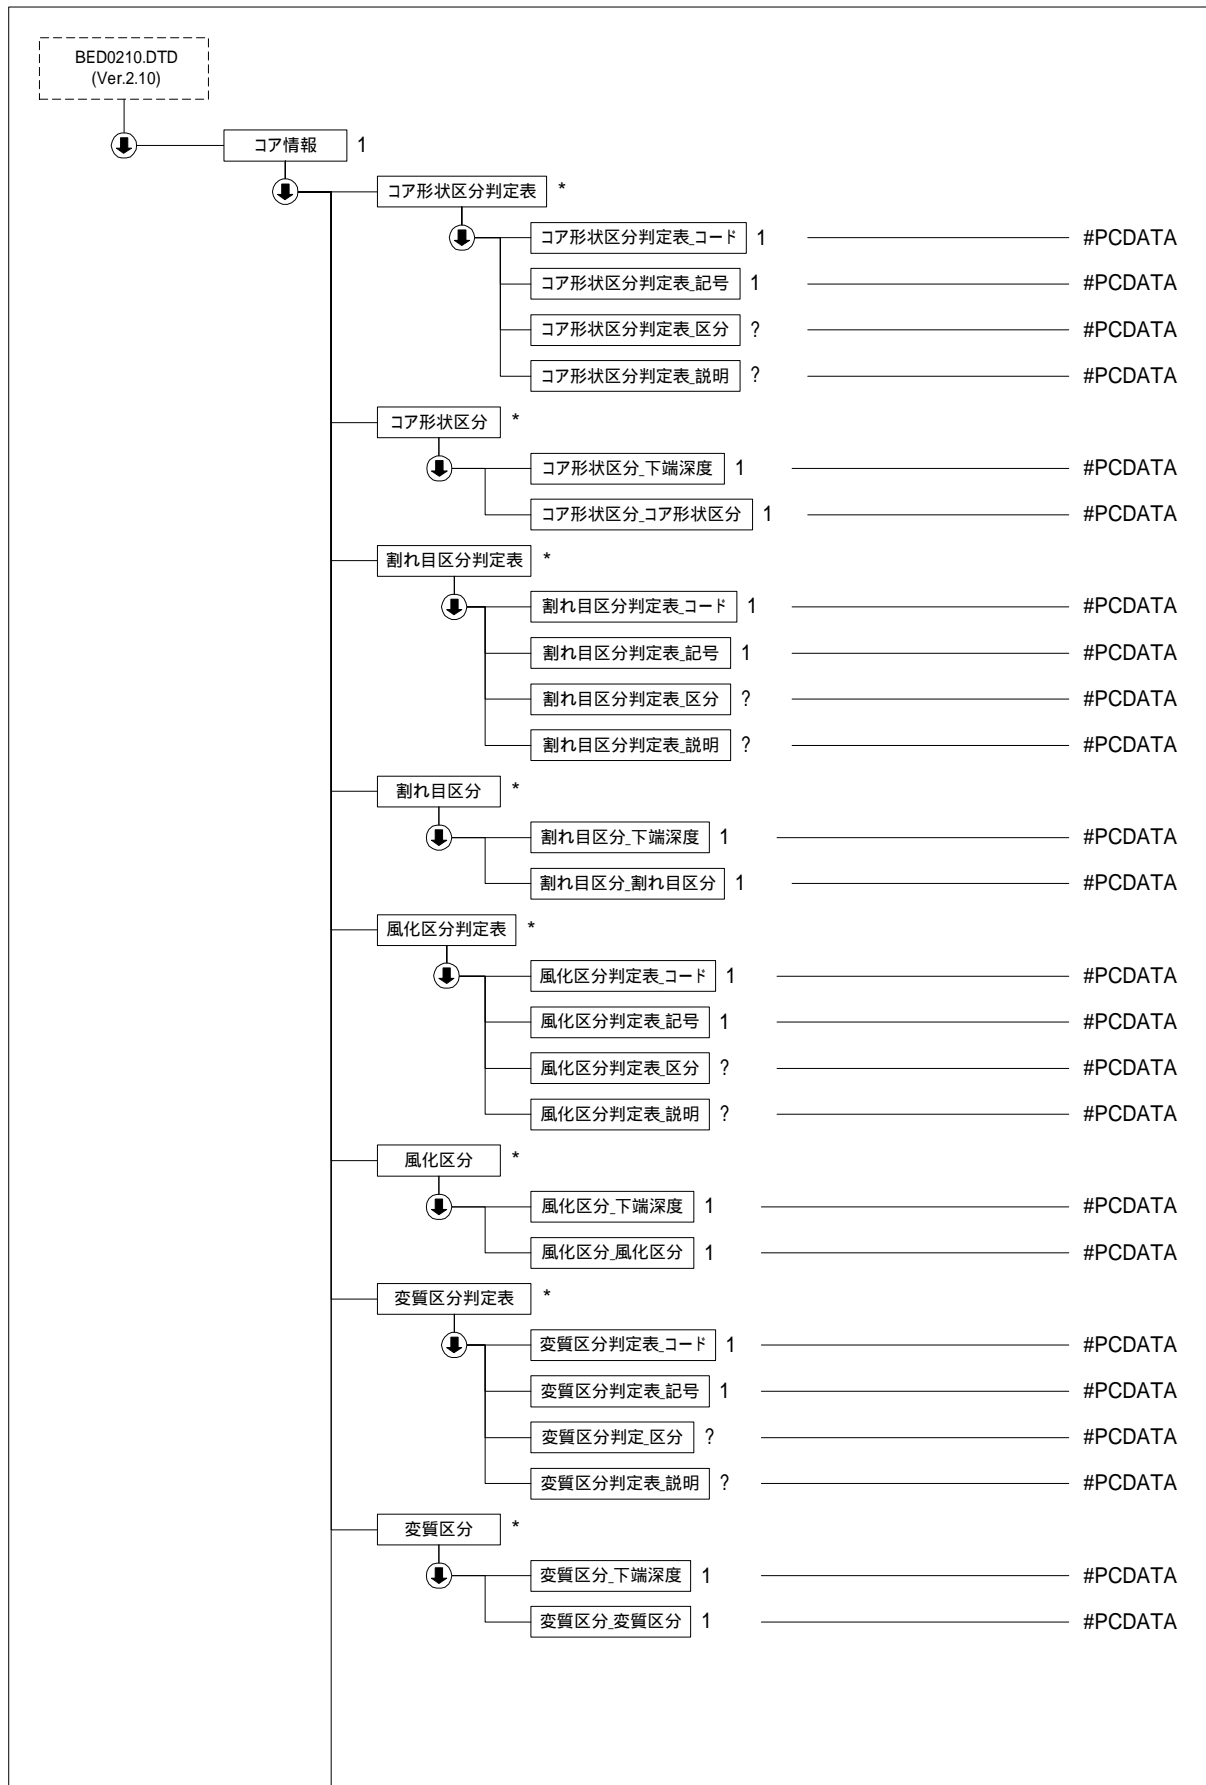 BED0210.DTD
(Ver.2.10)
コア情報 1
コア形状区分判定表 *
コア形状区分判定表_コード 1 #PCDATA
コア形状区分判定表_記号 1 #PCDATA
コア形状区分判定表_区分 ? #PCDATA
コア形状区分判定表_説明 ? #PCDATA
コア形状区分 *
コア形状区分_下端深度 1 #PCDATA
コア形状区分_コア形状区分 1 #PCDATA
割れ目区分判定表 *
割れ目区分判定表_コード 1 #PCDATA
割れ目区分判定表_記号 1 #PCDATA
割れ目区分判定表_区分 ? #PCDATA
割れ目区分判定表_説明 ? #PCDATA
割れ目区分 *
割れ目区分_下端深度 1 #PCDATA
割れ目区分_割れ目区分 1 #PCDATA
風化区分判定表 *
風化区分判定表_コード 1 #PCDATA
風化区分判定表_記号 1 #PCDATA
風化区分判定表_区分 ? #PCDATA
風化区分判定表_説明 ? #PCDATA
風化区分 *
風化区分_下端深度 1 #PCDATA
風化区分_風化区分 1 #PCDATA
変質区分判定表 *
変質区分判定表_コード 1 #PCDATA
変質区分判定表_記号 1 #PCDATA
変質区分判定_区分 ? #PCDATA
変質区分判定表_説明 ? #PCDATA
変質区分 *
変質区分_下端深度 1 #PCDATA
変質区分_変質区分 1 #PCDATA